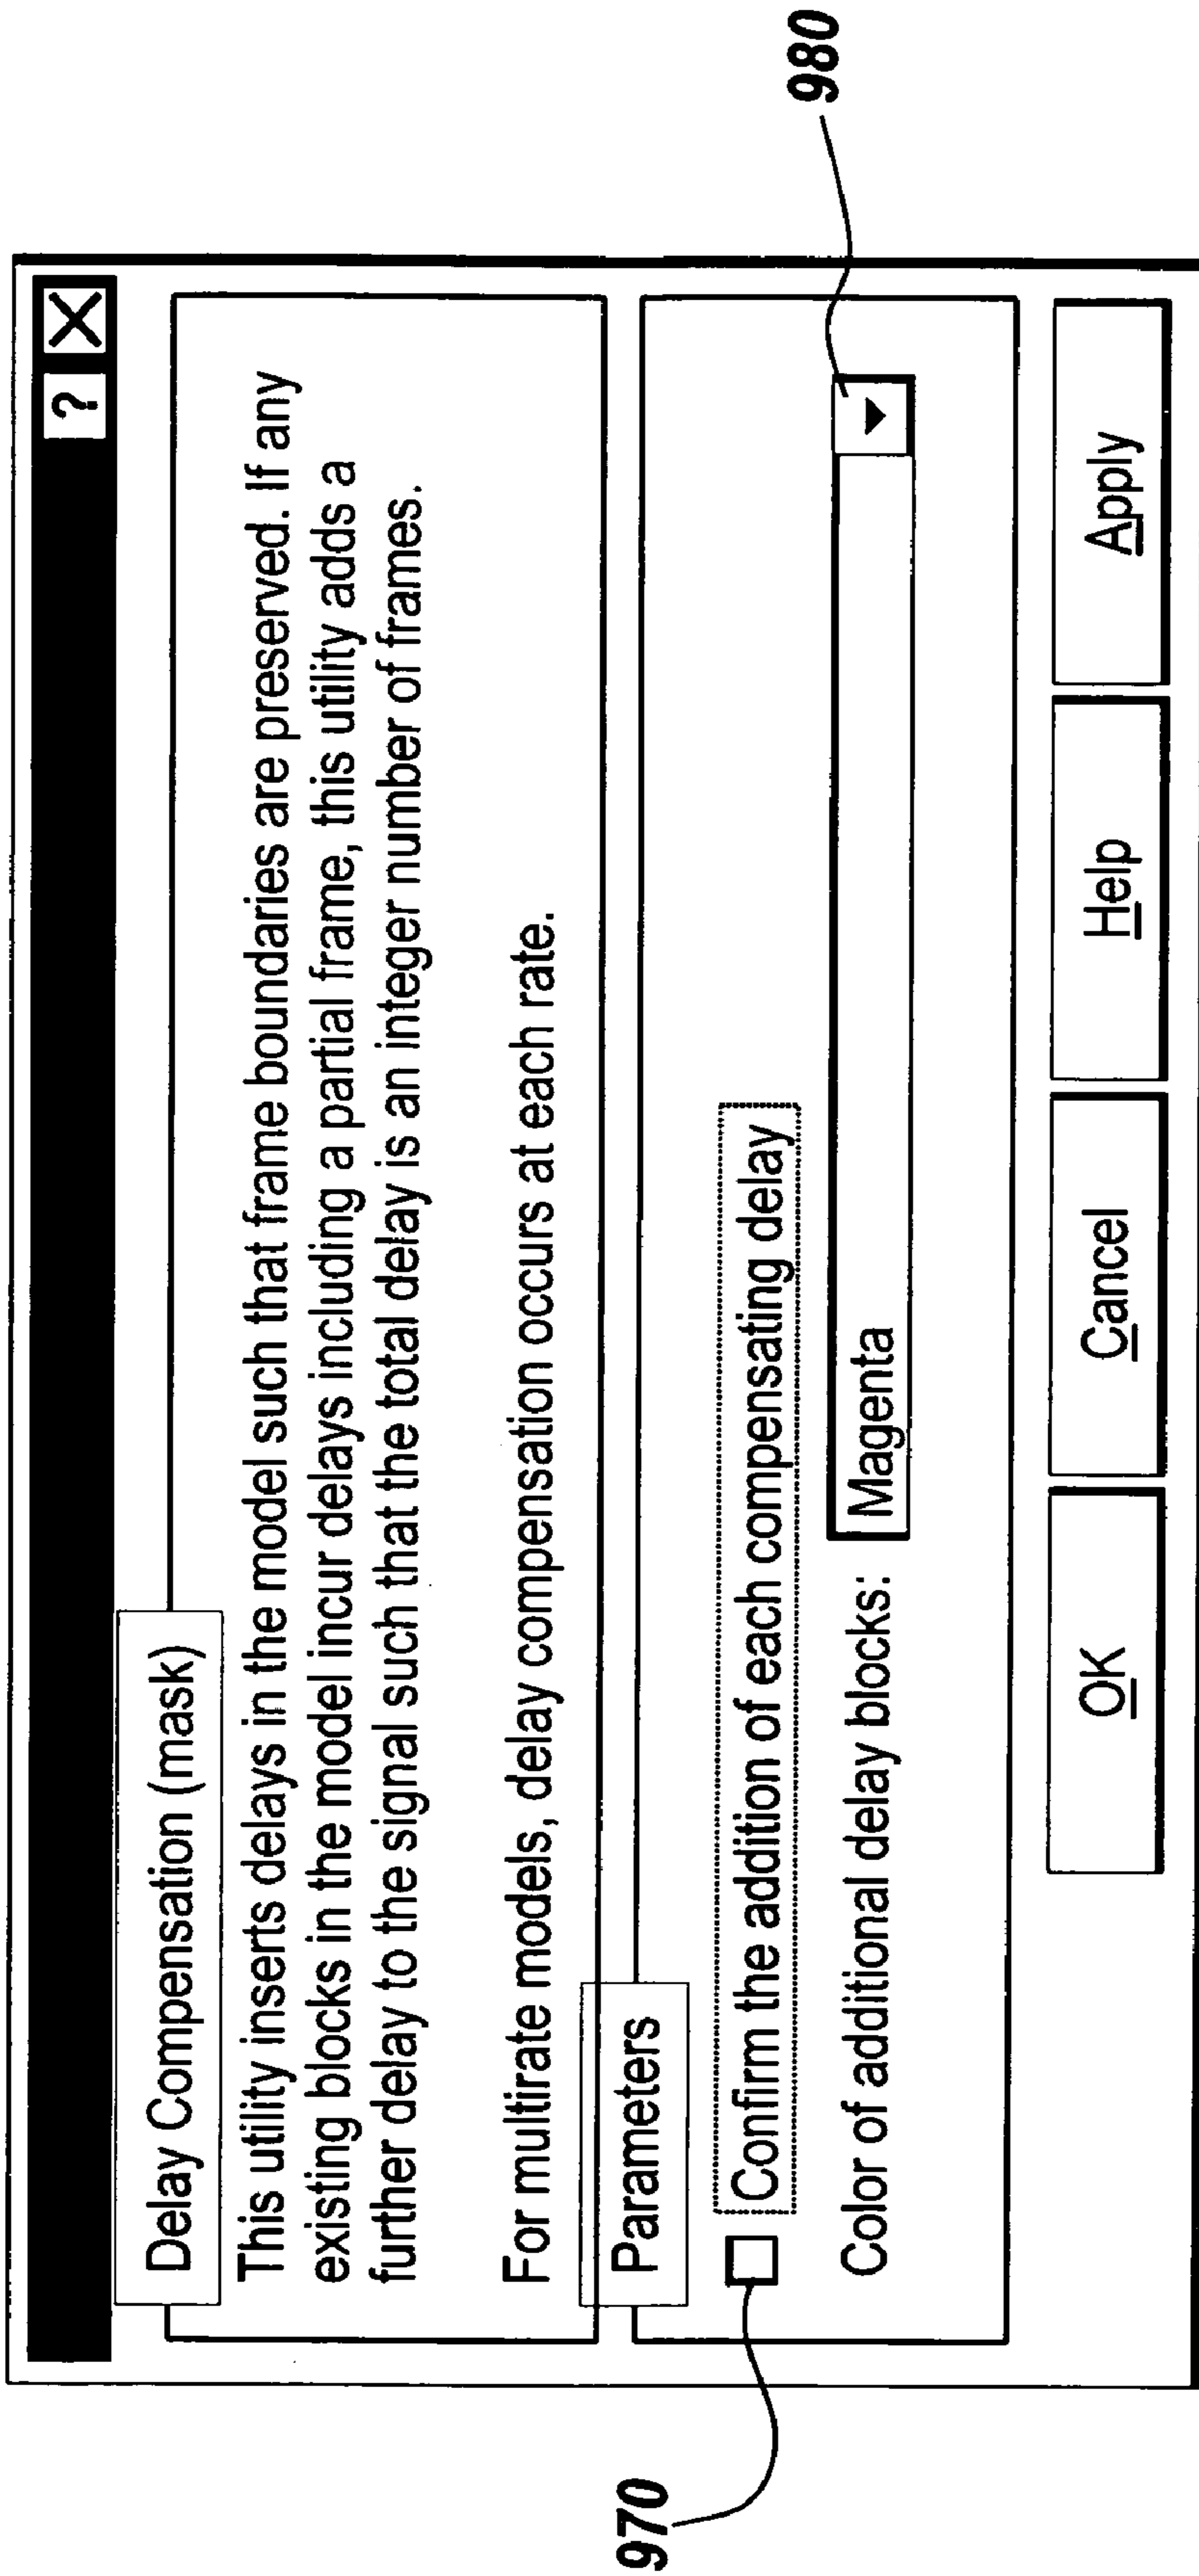 ? X
Delay Compensation (mask)
This utility inserts delays in the model such that frame boundaries are preserved. If any
existing blocks in the model incur delays including a partial frame, this utility adds a
further delay to the signal such that the total delay is an integer number of frames.
For multirate models, delay compensation occurs at each rate.
Parameters
Confirm the addition of each compensating delay
970
Color of additional delay blocks: Magenta
980
OK Cancel Help Apply